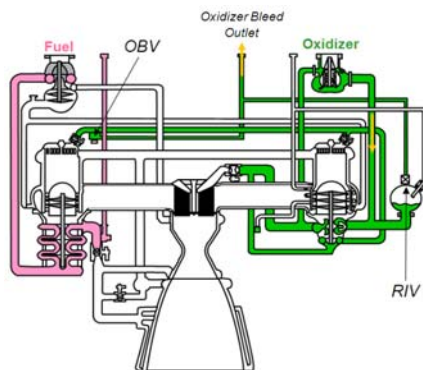 Oxidizer Bleed
Outlet
Fuel
OBV
Oxidizer
RIV